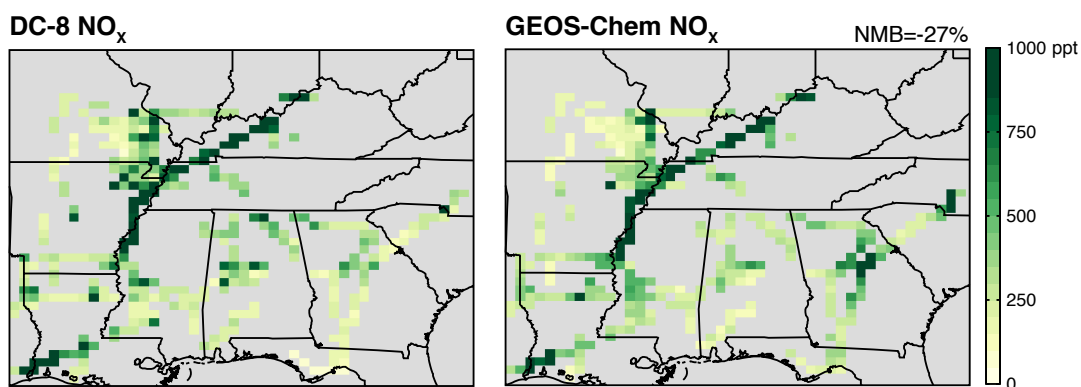 DC-8 NOx
GEOS-Chem NOx
NMB=-27%
1000 ppt
750
500
250
0